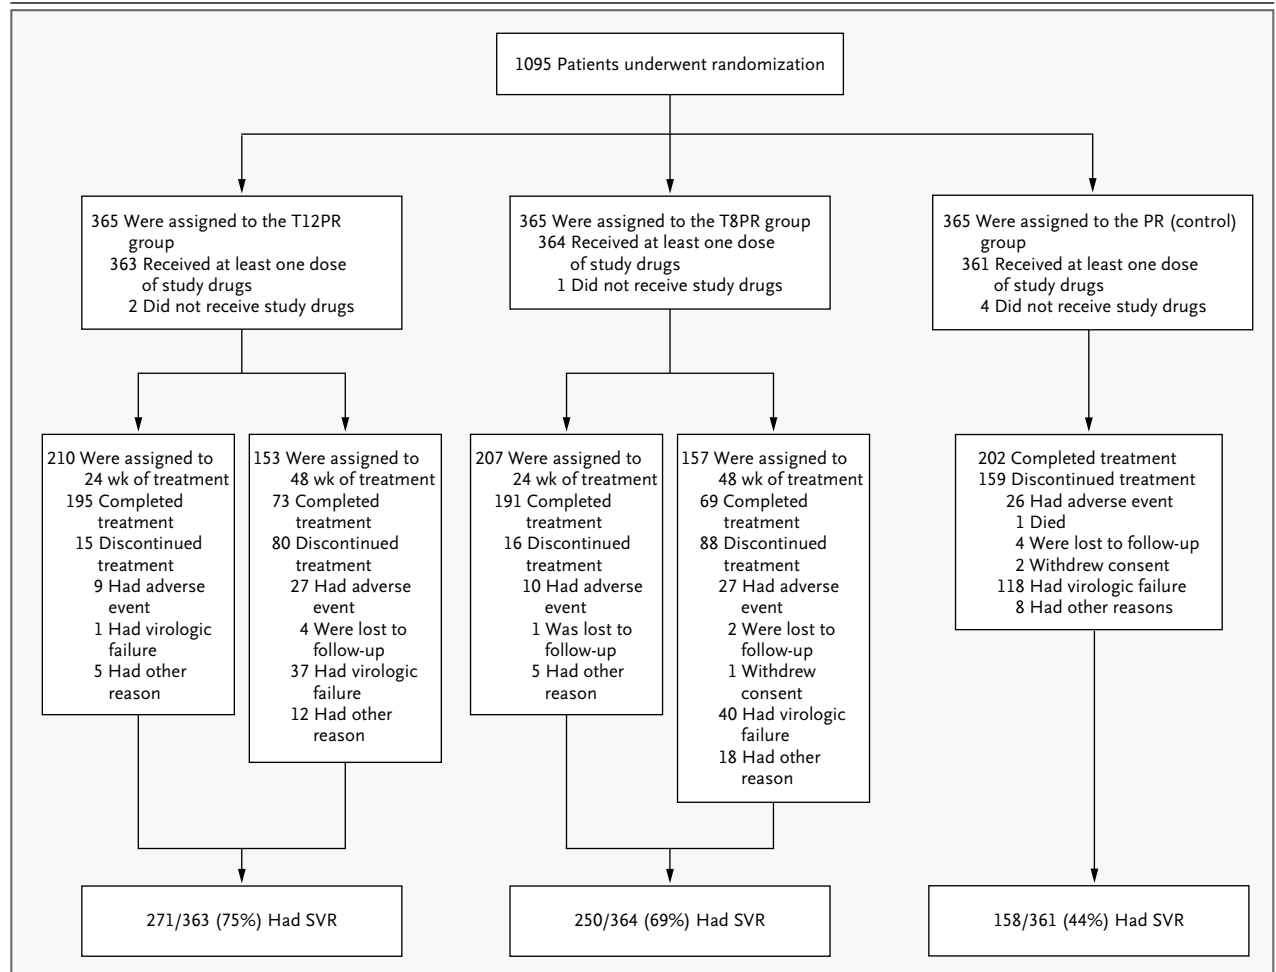 1095 Patients underwent randomization
365 Were assigned to the T12PR
group
363 Received at least one dose
of study drugs
2 Did not receive study drugs
365 Were assigned to the T8PR group
364 Received at least one dose
of study drugs
1 Did not receive study drugs
365 Were assigned to the PR (control)
group
361 Received at least one dose
of study drugs
4 Did not receive study drugs
210 Were assigned to
24 wk of treatment
195 Completed
treatment
15 Discontinued
treatment
9 Had adverse
event
1 Had virologic
failure
5 Had other
reason
153 Were assigned to
48 wk of treatment
73 Completed
treatment
80 Discontinued
treatment
27 Had adverse
event
4 Were lost to
follow-up
37 Had virologic
failure
12 Had other
reason
207 Were assigned to
24 wk of treatment
191 Completed
treatment
16 Discontinued
treatment
10 Had adverse
event
1 Was lost to
follow-up
5 Had other
reason
157 Were assigned to
48 wk of treatment
69 Completed
treatment
88 Discontinued
treatment
27 Had adverse
event
2 Were lost to
follow-up
1 Withdrew
consent
40 Had virologic
failure
18 Had other
reason
202 Completed treatment
159 Discontinued treatment
26 Had adverse event
1 Died
4 Were lost to follow-up
2 Withdrew consent
118 Had virologic failure
8 Had other reasons
271/363 (75%) Had SVR
250/364 (69%) Had SVR
158/361 (44%) Had SVR